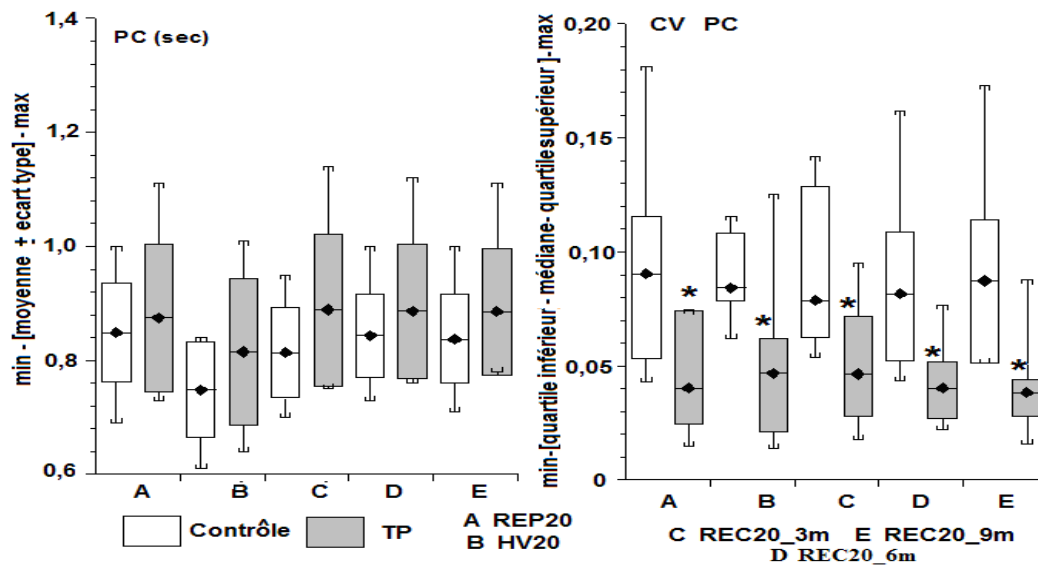 PC (sec)
min - [moyenne ± ecart type] - max
1,4
1,2
1,0
0,8
0,6
A B C D E
CV PC
min-[quartile inférieur - médiane- quartile supérieur]-max
0,20
0,15
0,10
0,05
0
* * * * *
A B C D E
Contrôle TP
A REP20
B HV20
C REC20_3m E REC20_9m
D REC20_6m